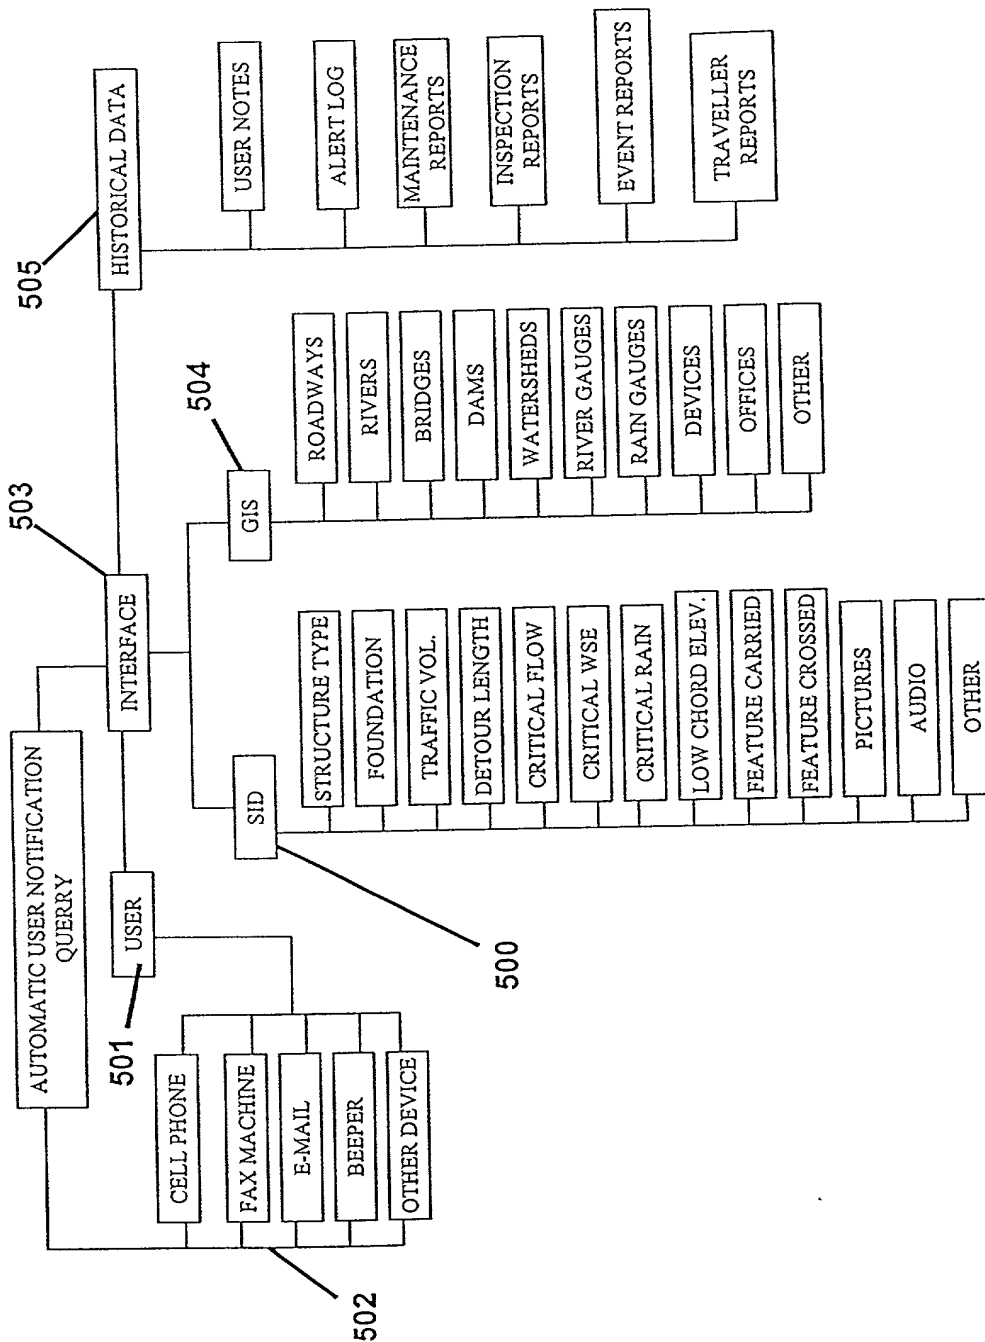 AUTOMATIC USER NOTIFICATION
QUERRY
501
USER
502
CELL PHONE
FAX MACHINE
E-MAIL
BEEPER
OTHER DEVICE
503
INTERFACE
500
SID
STRUCTURE TYPE
FOUNDATION
TRAFFIC VOL.
DETOUR LENGTH
CRITICAL FLOW
CRITICAL WSE
CRITICAL RAIN
LOW CHORD ELEV.
FEATURE CARRIED
FEATURE CROSSED
PICTURES
AUDIO
OTHER
504
GIS
ROADWAYS
RIVERS
BRIDGES
DAMS
WATERSHEDS
RIVER GAUGES
RAIN GAUGES
DEVICES
OFFICES
OTHER
505
HISTORICAL DATA
USER NOTES
ALERT LOG
MAINTENANCE
REPORTS
INSPECTION
REPORTS
EVENT REPORTS
TRAVELLER
REPORTS